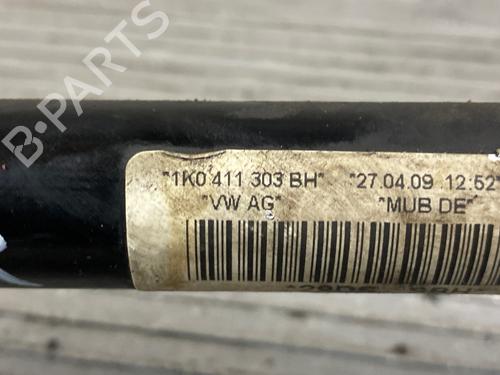 B-PARTS
"1K0 411 303 BH" "27.04.09 12:52"
"VW AG" "MUB DE"